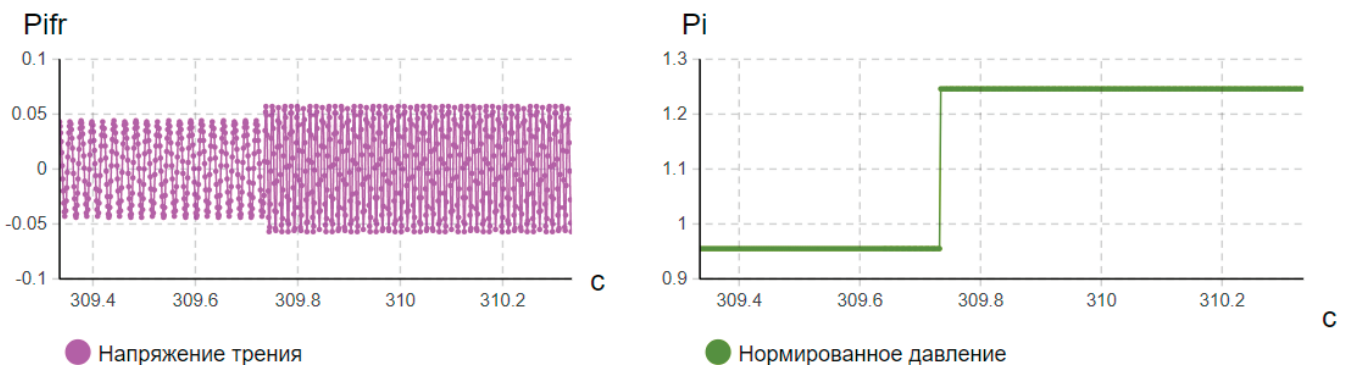 Pifr
0.1
0.05
0
-0.05
-0.1
309.4 309.6 309.8 310 310.2
с
Напряжение трения
Pi
1.3
1.2
1.1
1
0.9
309.4 309.6 309.8 310 310.2
с
Нормированное давление